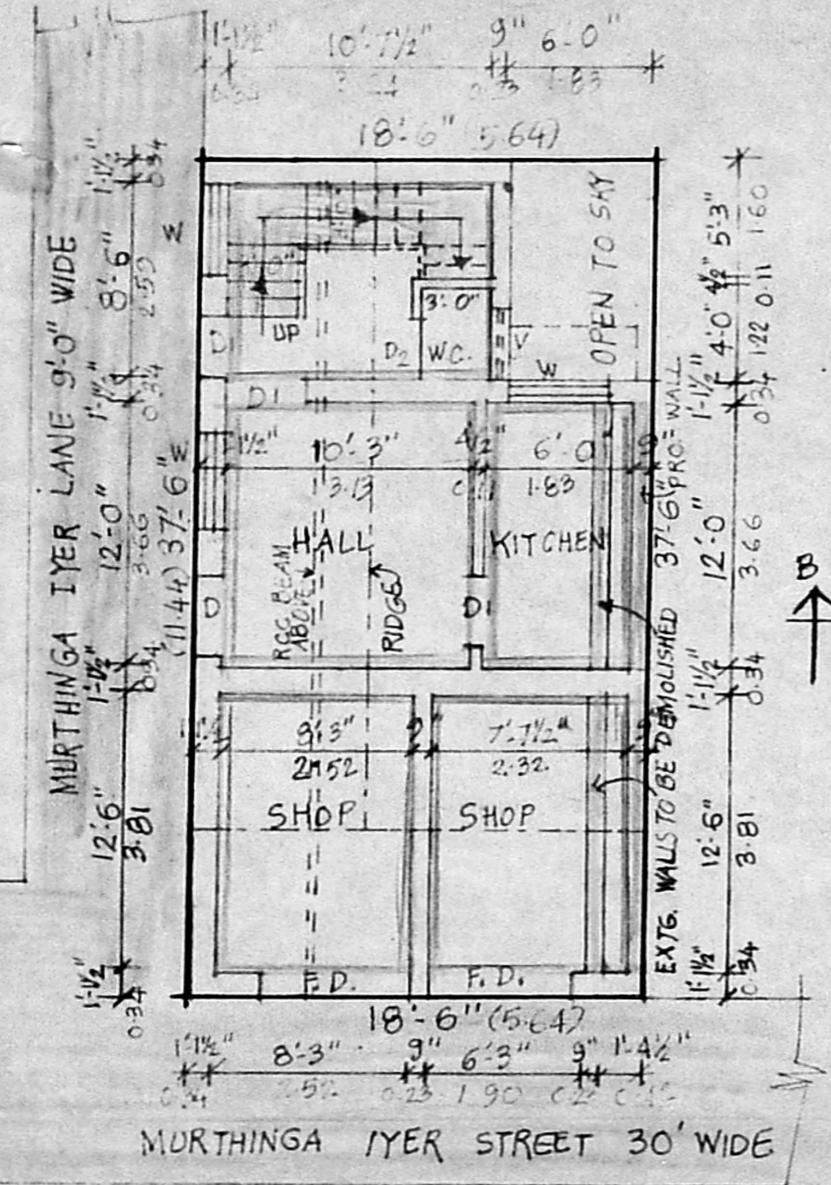 1'-1½" 10'-7½" 9" 6'-0"
1.83
18'-6" (5.64)
OPEN TO SKY
UP
3'-0"
D2 W.C. V
W
D1
10'-3" 4½" 6'-0
3.13 1.83
HALL KITCHEN
RCC BEAM
ABOVE
RIDGE
D D1
8'-3" 9" 7'-7½"
2.52 2.32
SHOP SHOP
F.D. F.D.
18'-6" (5.64)
1'-1½" 8'-3" 9" 6'-3" 9" 1'-4½"
0.34 2.52 0.23 1.90
MURTHINGA IYER STREET 30' WIDE
MURTHINGA IYER LANE 9'-0" WIDE
1'-1½" 12'-6" 1'-1½" 12'-0" 1'-1½" 8'-6" 1'-1½"
0.34 3.81 0.34 3.66 0.34 2.59 0.34
(11.44) 37'-6"
W
W
EXTG. WALLS TO BE DEMOLISHED
37'-6"
PRO= WALL
1'-1½" 12'-6" 1'-1½" 12'-0" 1'-1½" 4'-0" 4½" 5'-3"
0.34 3.81 0.34 3.66 0.34 1.22 0.11 1.60
B